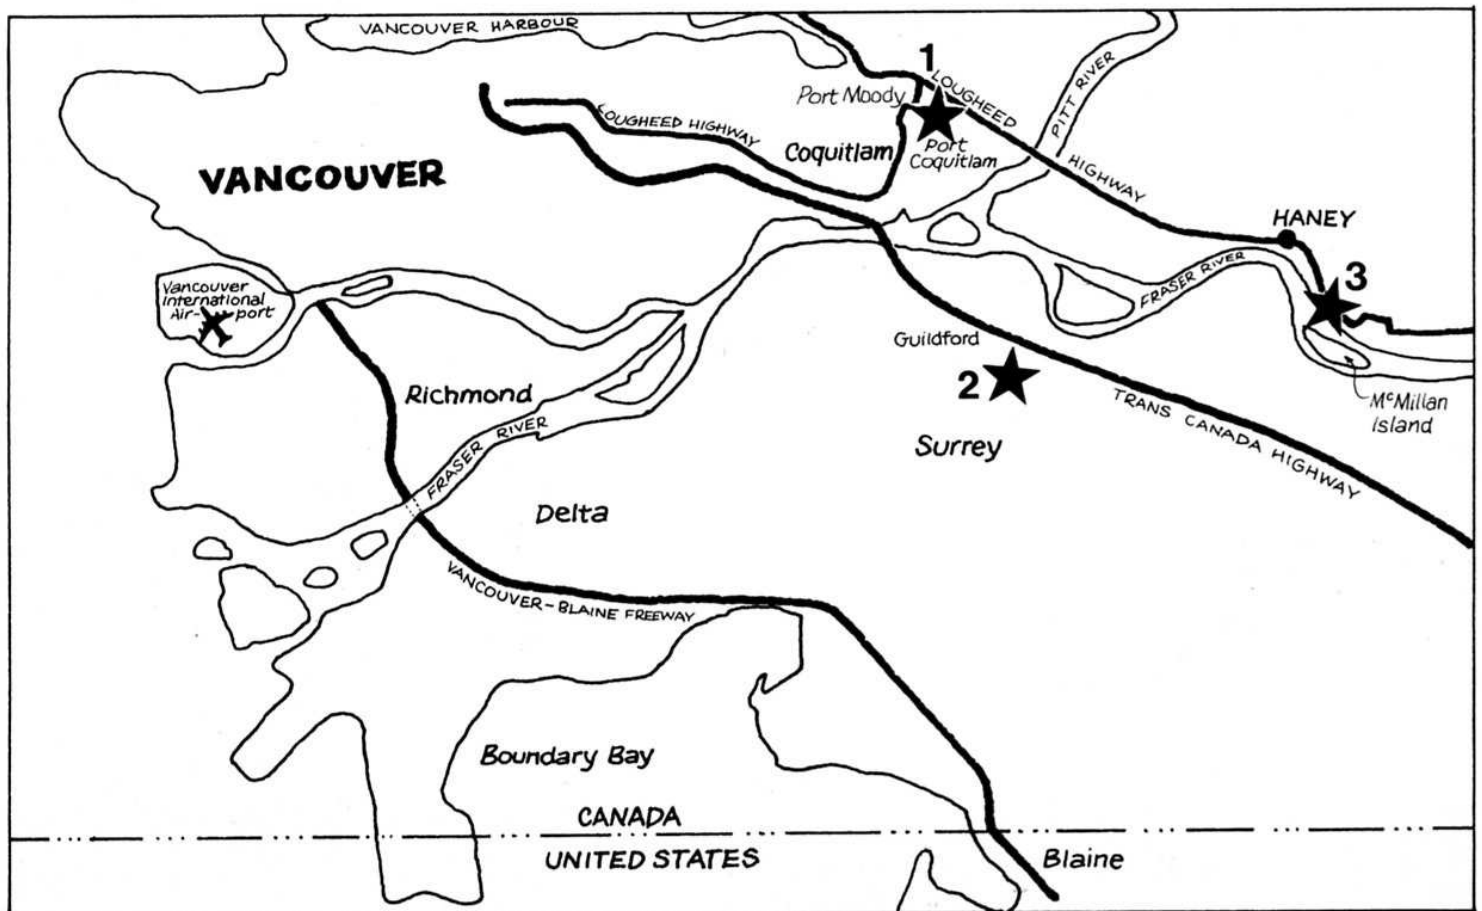 VANCOUVER HARBOUR
1
LOUGHEED
PITT RIVER
Port Moody
LOUGHEED HIGHWAY
Coquitlam
Port
Coquitlam
HIGHWAY
VANCOUVER
HANEY
FRASER RIVER
3
Vancouver
International
Air-port
Guildford
2
Richmond
McMillan
Island
TRANS CANADA HIGHWAY
FRASER RIVER
Surrey
Delta
VANCOUVER-BLAINE FREEWAY
Boundary Bay
CANADA
UNITED STATES
Blaine